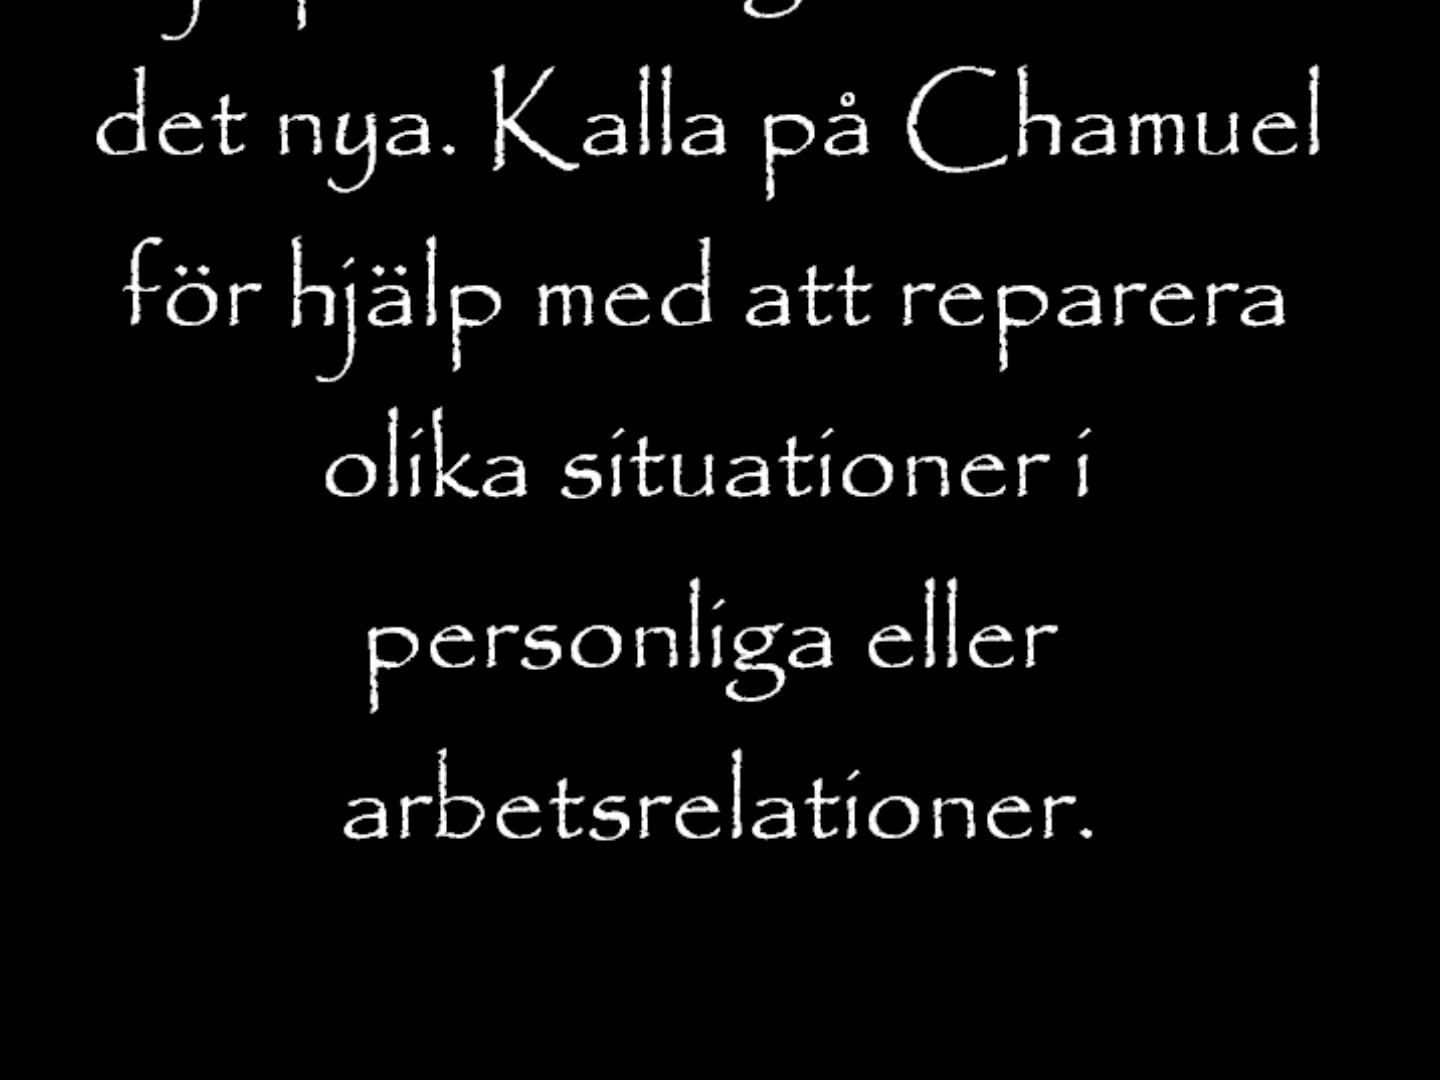 det nya. Kalla på Chamuel
för hjälp med att reparera
olika situationer i
personliga eller
arbetsrelationer.